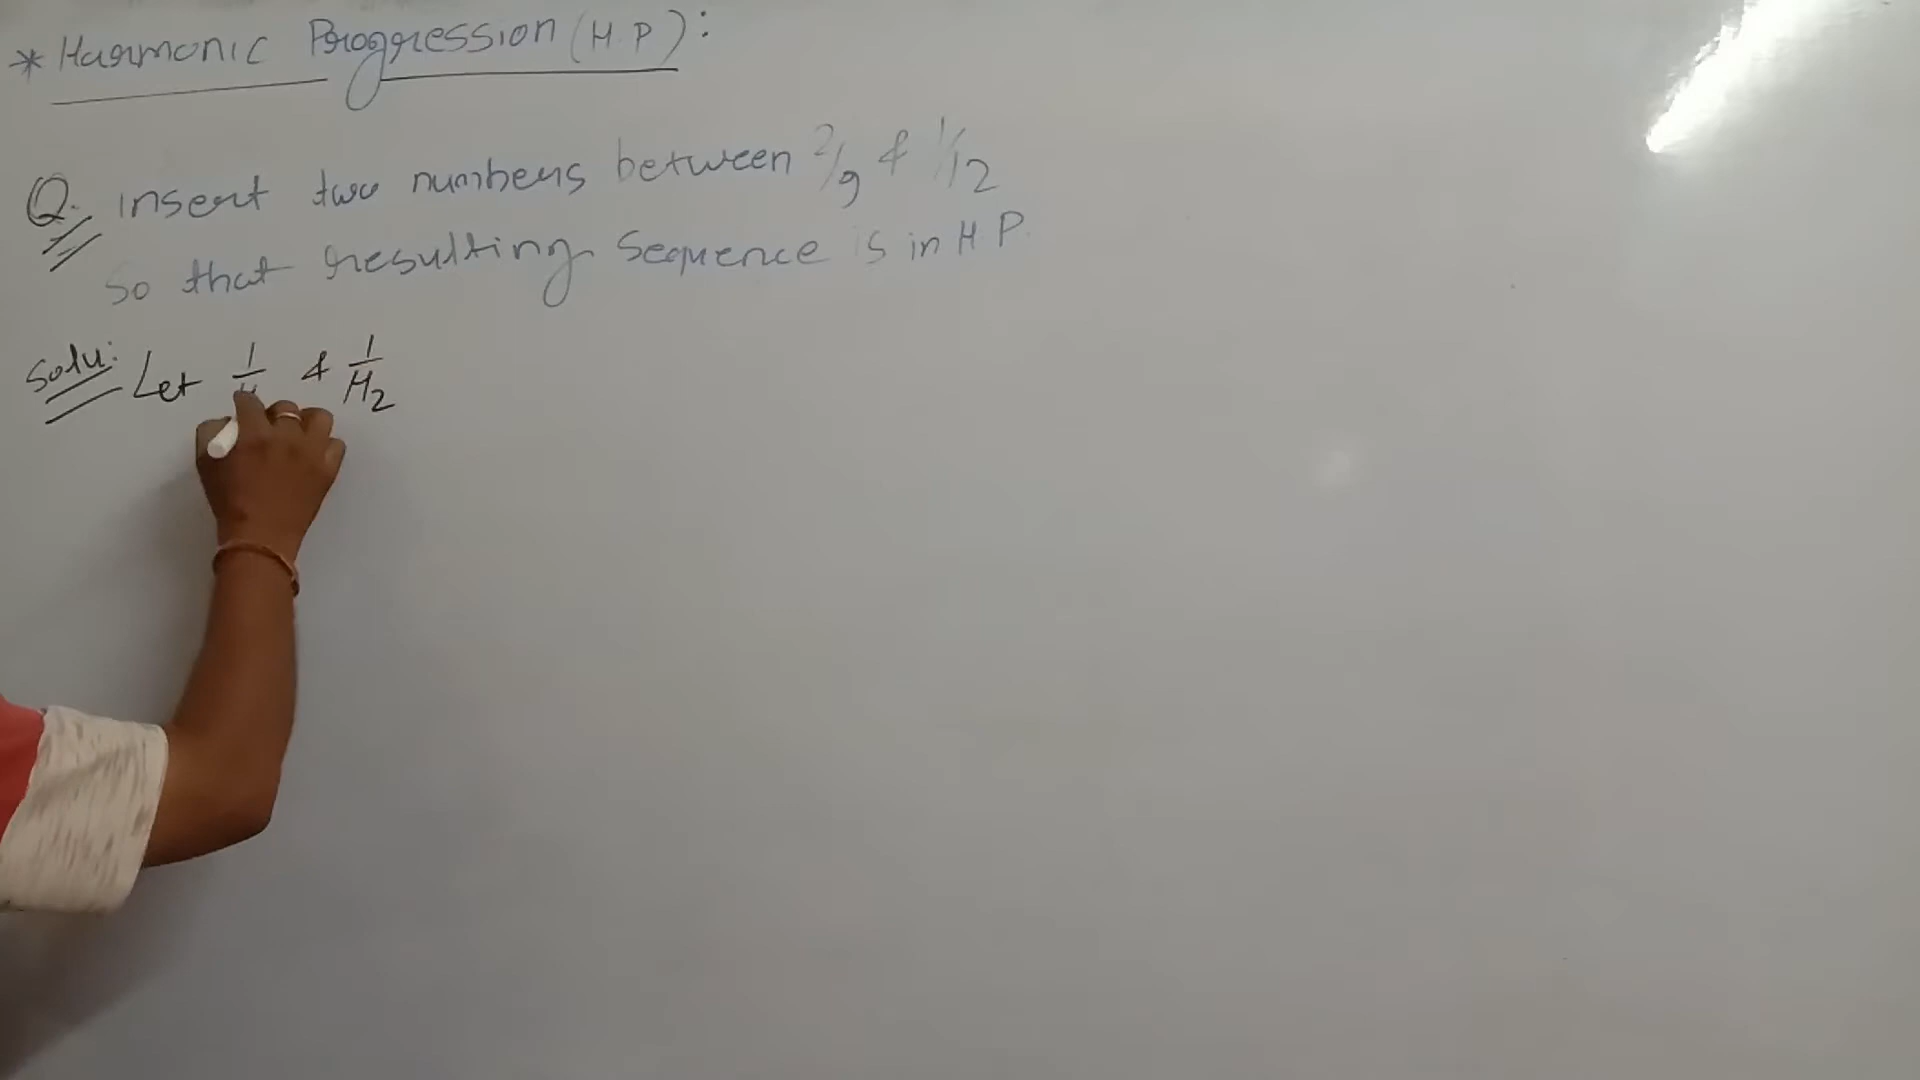 * Harmonic Progression (H.P):
Q. insert two numbers between 2/9 & 1/12
So that resulting Sequence is in H.P.
Solu: Let 1/H & 1/H₂